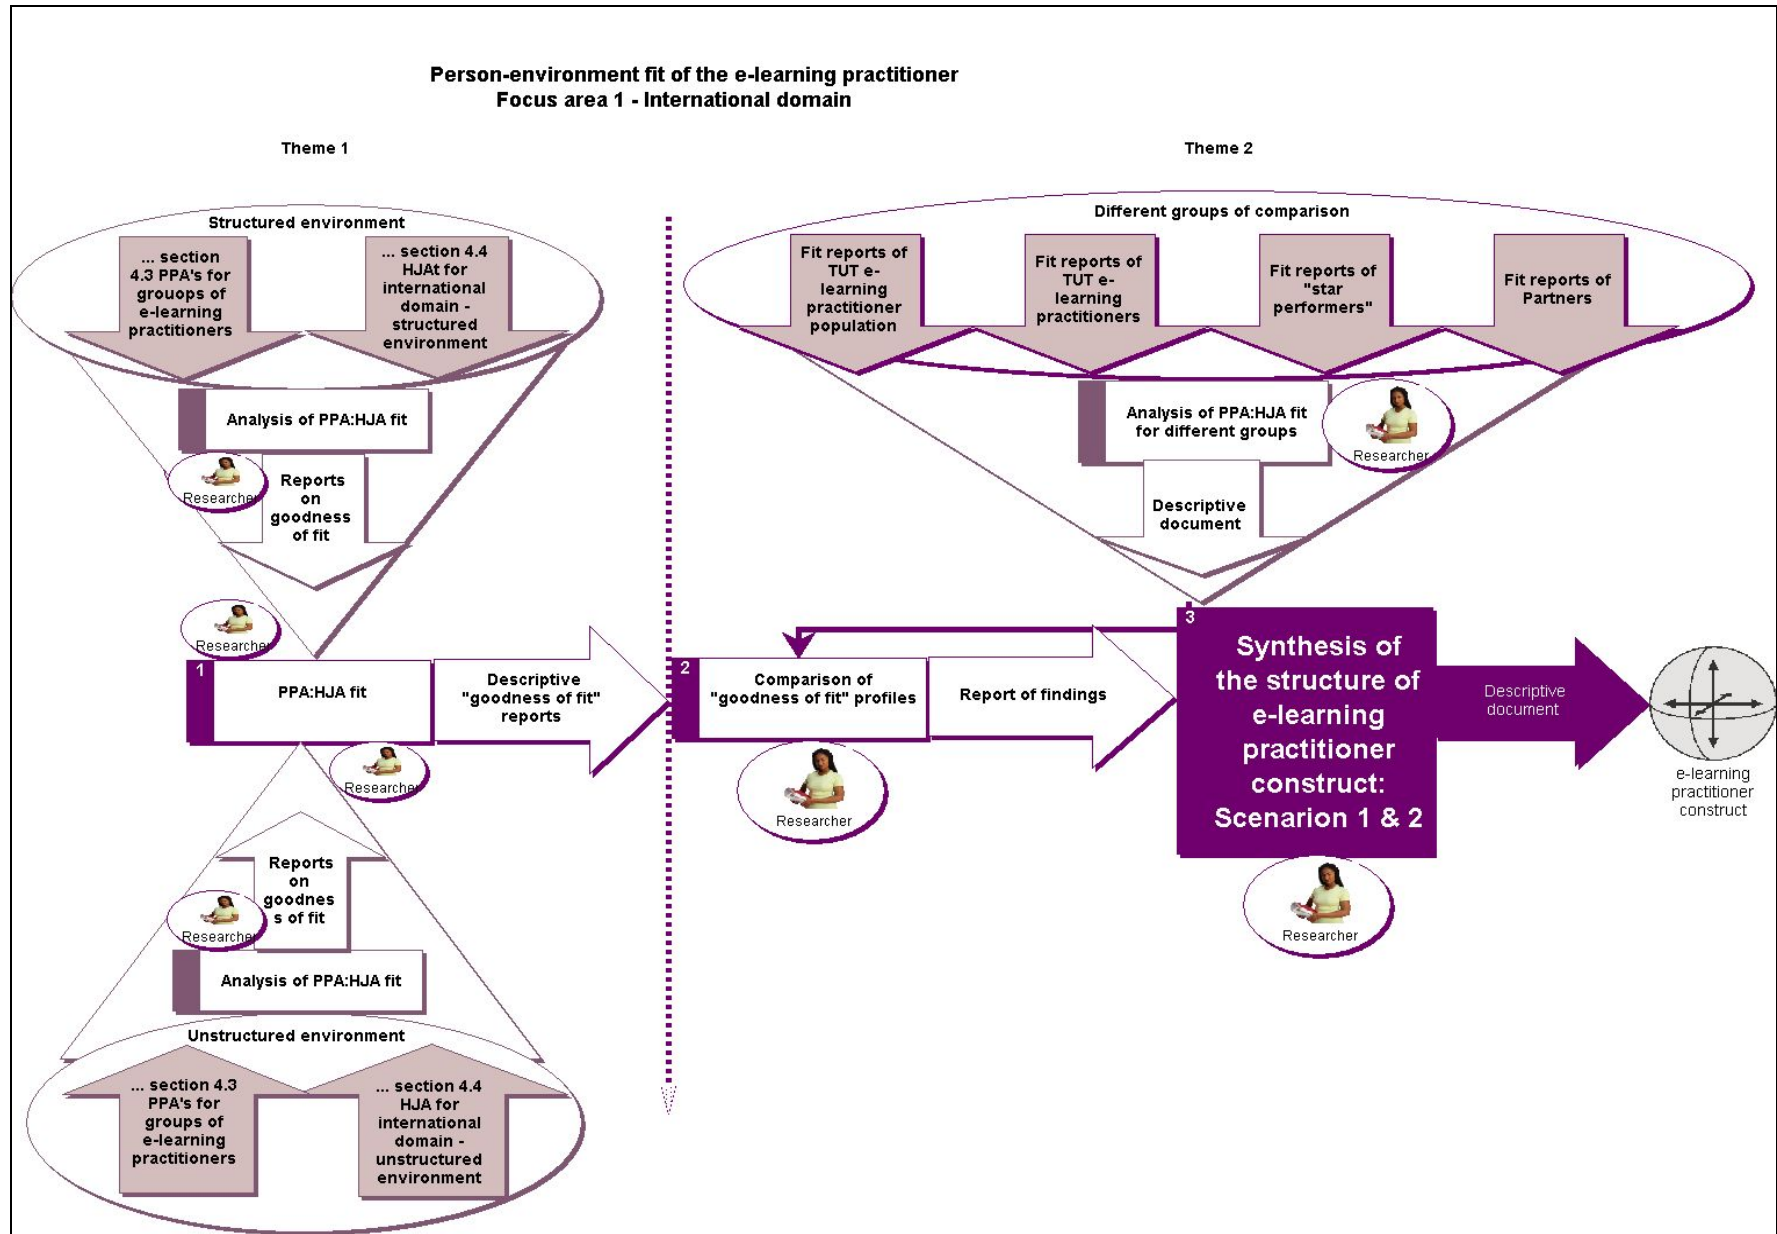 Person-environment fit of the e-learning practitioner
Focus area 1 - International domain
Theme 1
Theme 2
Structured environment
... section
4.3 PPA's for
grouops of
e-learning
practitioners
... section 4.4
HJAt for
international
domain -
structured
environment
Analysis of PPA:HJA fit
Researcher
Reports
on
goodness
of fit
Different groups of comparison
Fit reports of
TUT e-
learning
practitioner
population
Fit reports of
TUT e-
learning
practitioners
Fit reports of
"star
performers"
Fit reports of
Partners
Analysis of PPA:HJA fit
for different groups
Researcher
Descriptive
document
Researcher
1
PPA:HJA fit
Researcher
Descriptive
"goodness of fit"
reports
2
Comparison of
"goodness of fit" profiles
Researcher
Report of findings
3
Synthesis of
the structure of
e-learning
practitioner
construct:
Scenarion 1 & 2
Researcher
Descriptive
document
e-learning
practitioner
construct
Reports
on
goodnes
s of fit
Researcher
Analysis of PPA:HJA fit
Unstructured environment
... section 4.3
PPA's for
groups of
e-learning
practitioners
... section 4.4
HJA for
international
domain -
unstructured
environment